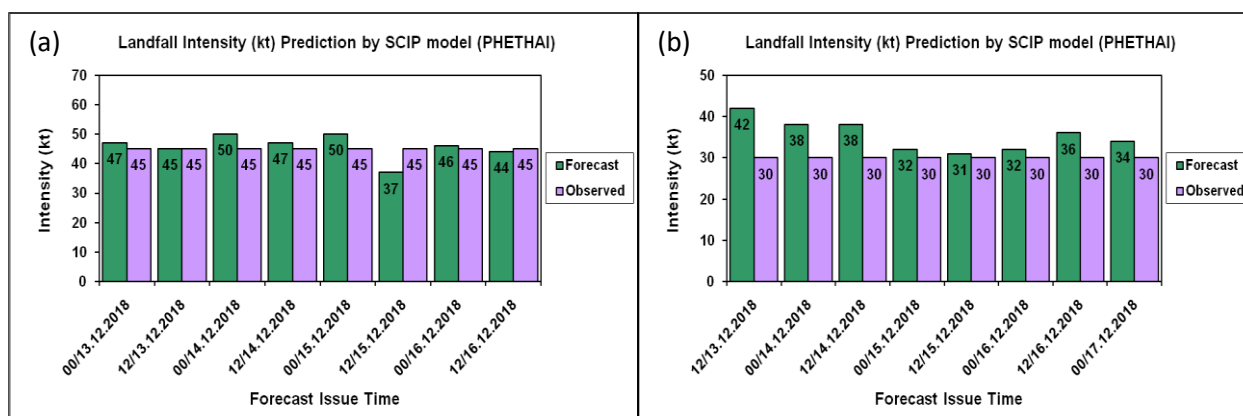 (a)
Landfall Intensity (kt) Prediction by SCIP model (PHETHAI)
Intensity (kt)
70
60
50
40
30
20
10
0
47 45 45 45 50 45 47 45 50 45 37 45 46 45 44 45
Forecast
Observed
00/13.12.2018
12/13.12.2018
00/14.12.2018
12/14.12.2018
00/15.12.2018
12/15.12.2018
00/16.12.2018
12/16.12.2018
Forecast Issue Time
(b)
Landfall Intensity (kt) Prediction by SCIP model (PHETHAI)
Intensity (kt)
50
40
30
20
10
0
42 30 38 30 38 30 32 30 31 30 32 30 36 30 34 30
Forecast
Observed
12/13.12.2018
00/14.12.2018
12/14.12.2018
00/15.12.2018
12/15.12.2018
00/16.12.2018
12/16.12.2018
00/17.12.2018
Forecast Issue Time